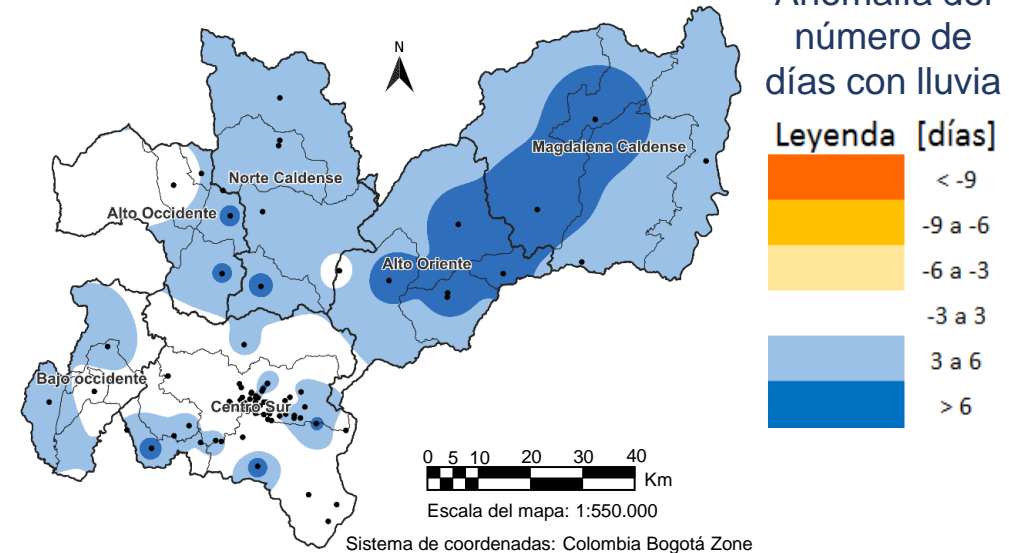 Anomalía del
número de
días con lluvia
Leyenda [días]
< -9
-9 a -6
-6 a -3
-3 a 3
3 a 6
> 6
N
Magdalena Caldense
Norte Caldense
Alto Occidente
Alto Oriente
Bajo occidente
Centro Sur
0 5 10 20 30 40
Km
Escala del mapa: 1:550.000
Sistema de coordenadas: Colombia Bogotá Zone